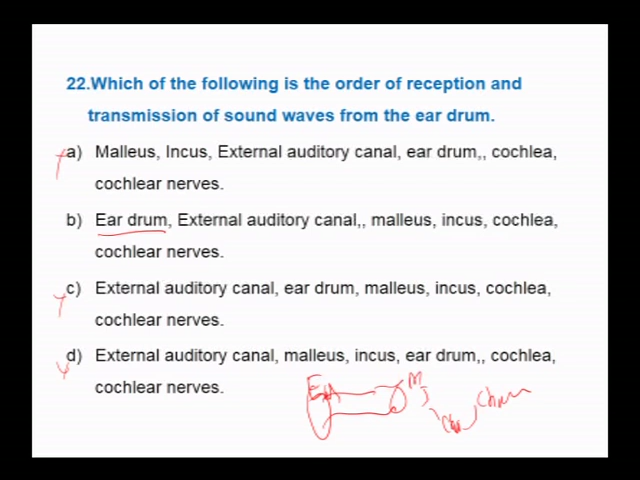 22.Which of the following is the order of reception and
transmission of sound waves from the ear drum.
a) Malleus, Incus, External auditory canal, ear drum,, cochlea,
cochlear nerves.
b) Ear drum, External auditory canal,, malleus, incus, cochlea,
cochlear nerves.
c) External auditory canal, ear drum, malleus, incus, cochlea,
cochlear nerves.
d) External auditory canal, malleus, incus, ear drum,, cochlea,
cochlear nerves.
M